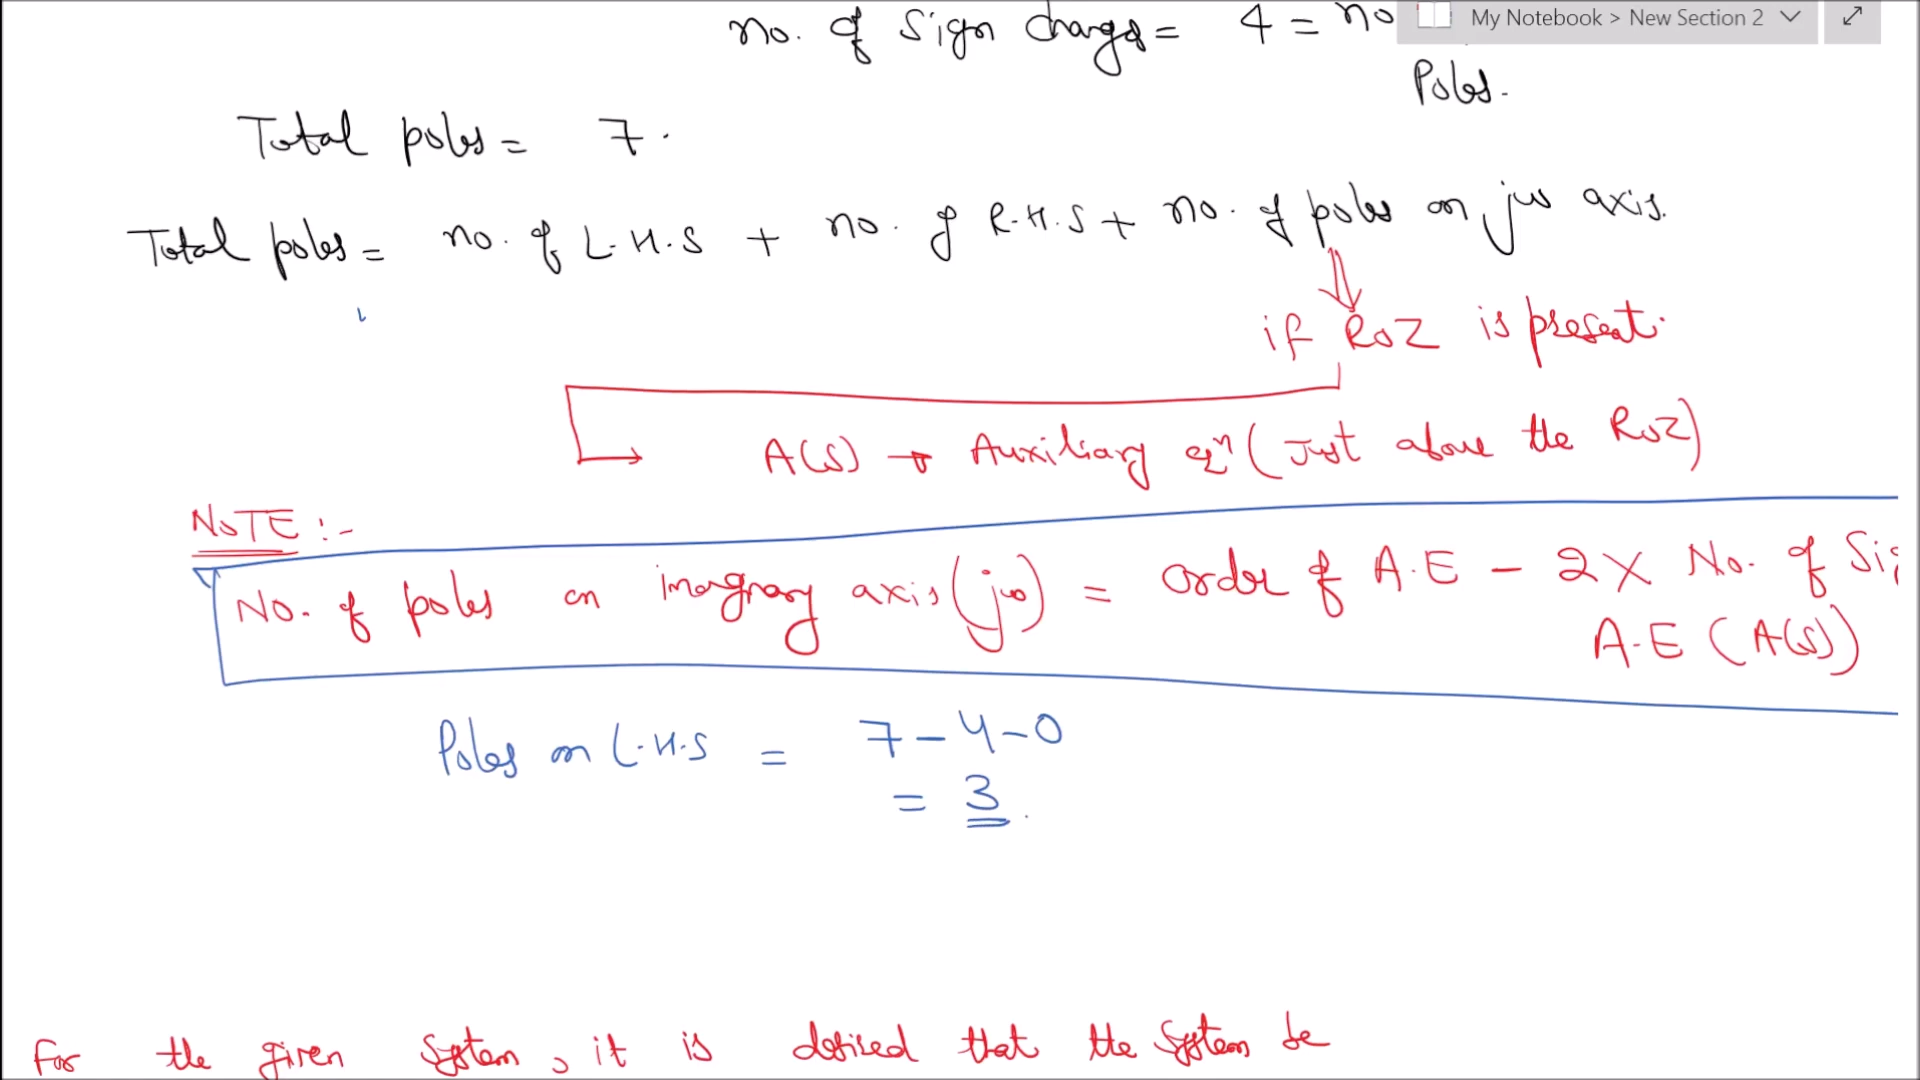 My Notebook > New Section 2
no. of Sign changes = 4 = no
Poles.
Total poles = 7.
Total poles = no. of L.H.S + no. of R.H.S + no. of poles on jω axis.
if ROZ is present.
A(S) → Auxiliary eqn (Just above the ROZ)
NOTE :-
No. of poles on imagnary axis (jω) = order of A.E - 2 X No. of Sig
A.E (A(S))
Poles on L.H.S = 7-4-0
= 3.
For the given System, it is desired that the System be